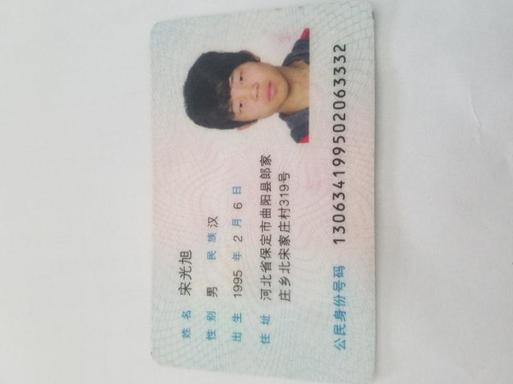 姓名 宋光旭
性别 男 民族 汉
出生 1995 年 2 月 6 日
住址 河北省保定市曲阳县郎家
庄乡北宋家庄村319号
公民身份号码 130634199502063332